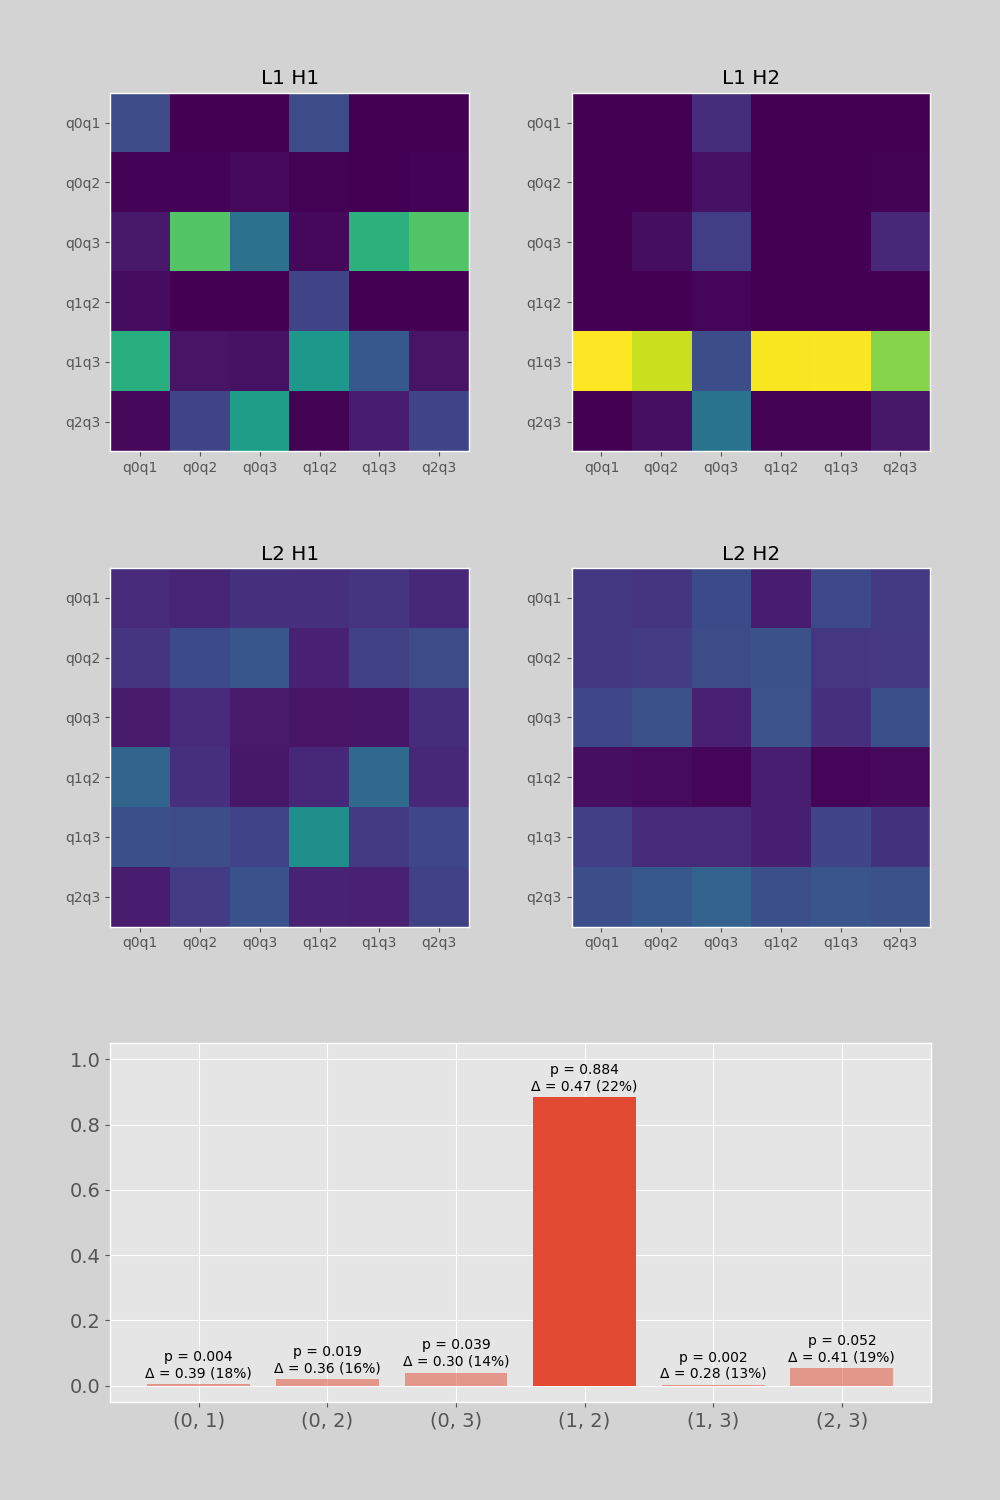 L1 H1
q0q1
q0q2
q0q3
q1q2
q1q3
q2q3
q0q1 q0q2 q0q3 q1q2 q1q3 q2q3
L1 H2
q0q1
q0q2
q0q3
q1q2
q1q3
q2q3
q0q1 q0q2 q0q3 q1q2 q1q3 q2q3
L2 H1
q0q1
q0q2
q0q3
q1q2
q1q3
q2q3
q0q1 q0q2 q0q3 q1q2 q1q3 q2q3
L2 H2
q0q1
q0q2
q0q3
q1q2
q1q3
q2q3
q0q1 q0q2 q0q3 q1q2 q1q3 q2q3
1.0
0.8
0.6
0.4
0.2
0.0
p = 0.004
Δ = 0.39 (18%)
p = 0.019
Δ = 0.36 (16%)
p = 0.039
Δ = 0.30 (14%)
p = 0.884
Δ = 0.47 (22%)
p = 0.002
Δ = 0.28 (13%)
p = 0.052
Δ = 0.41 (19%)
(0, 1) (0, 2) (0, 3) (1, 2) (1, 3) (2, 3)